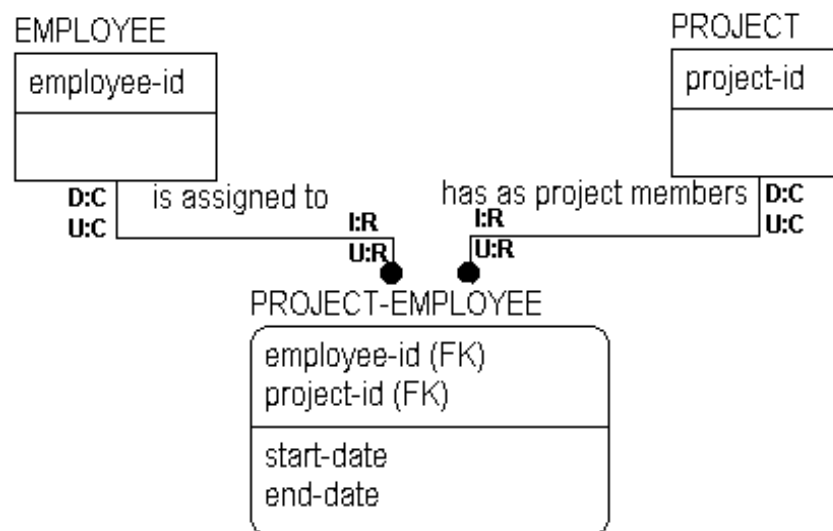 EMPLOYEE
employee-id
PROJECT
project-id
D:C
U:C
is assigned to
I:R
U:R
has as project members
I:R
U:R
D:C
U:C
PROJECT-EMPLOYEE
employee-id (FK)
project-id (FK)
start-date
end-date